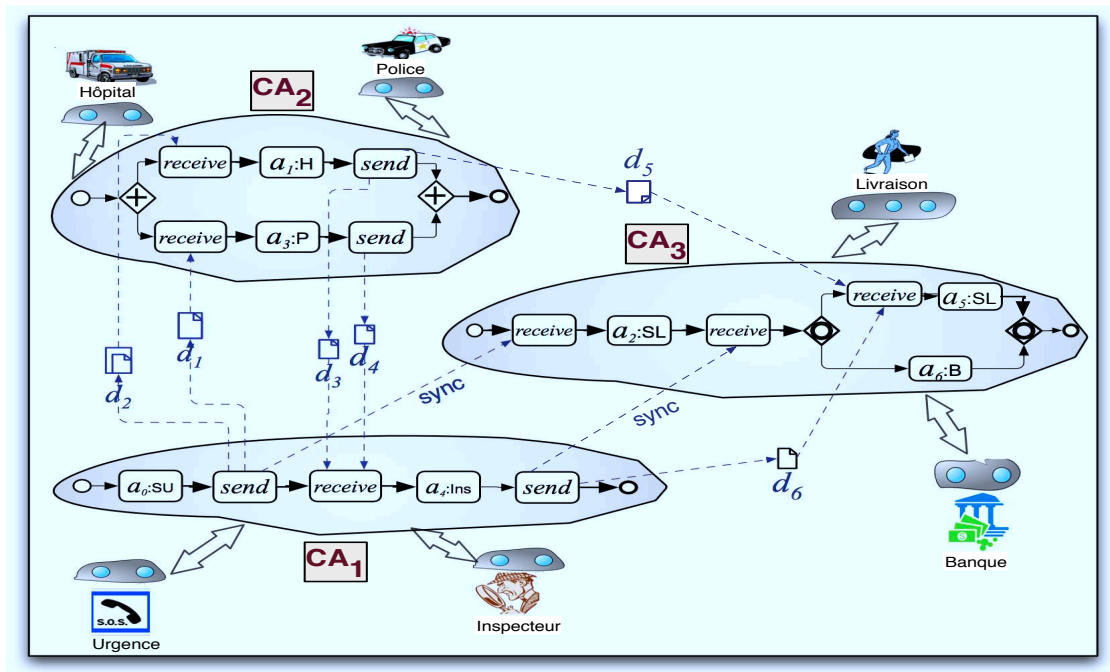 Police
Hôpital
CA2
receive
a1:H
send
d5
Livraison
receive
a3:P
send
CA3
receive
a5:SL
receive
a2:SL
receive
d1
d2
d3
d4
a6:B
sync
sync
a0:SU
send
receive
a4:Ins
send
d6
CA1
Banque
S.O.S.
Inspecteur
Urgence